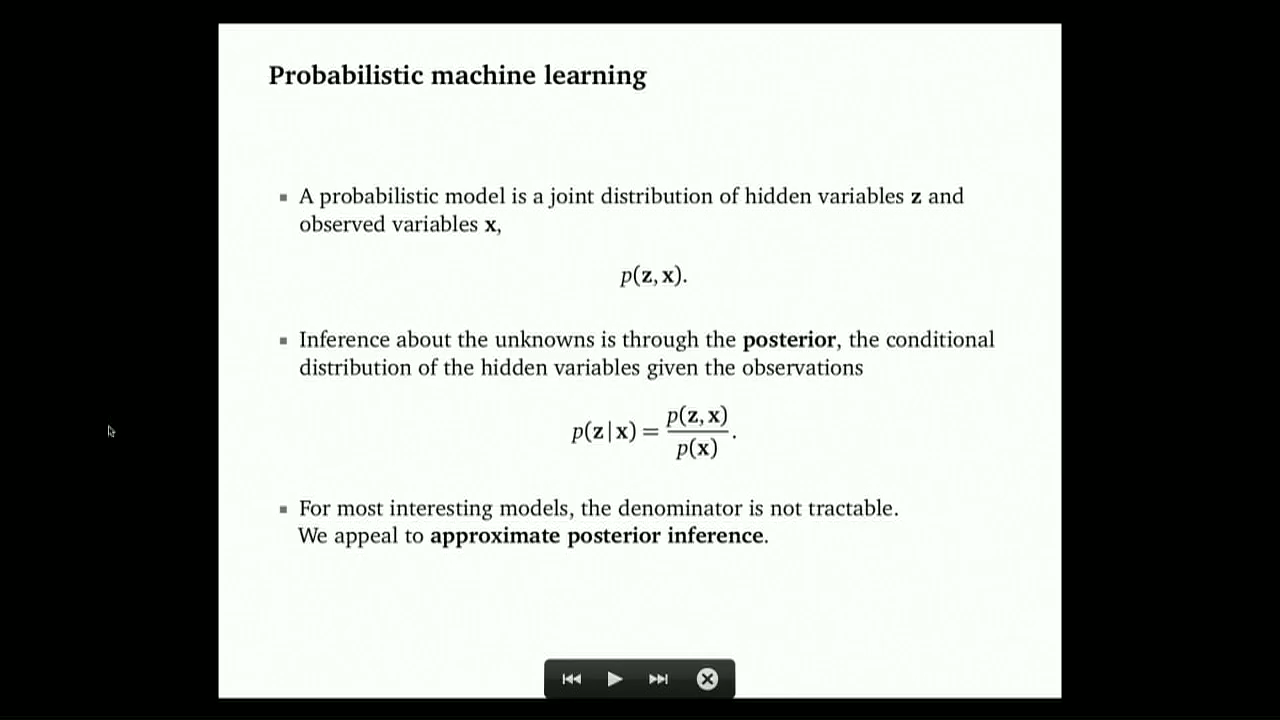 Probabilistic machine learning
▪ A probabilistic model is a joint distribution of hidden variables z and
observed variables x,
p(z, x).
▪ Inference about the unknowns is through the posterior, the conditional
distribution of the hidden variables given the observations
p(z | x) = p(z, x) / p(x) .
▪ For most interesting models, the denominator is not tractable.
We appeal to approximate posterior inference.